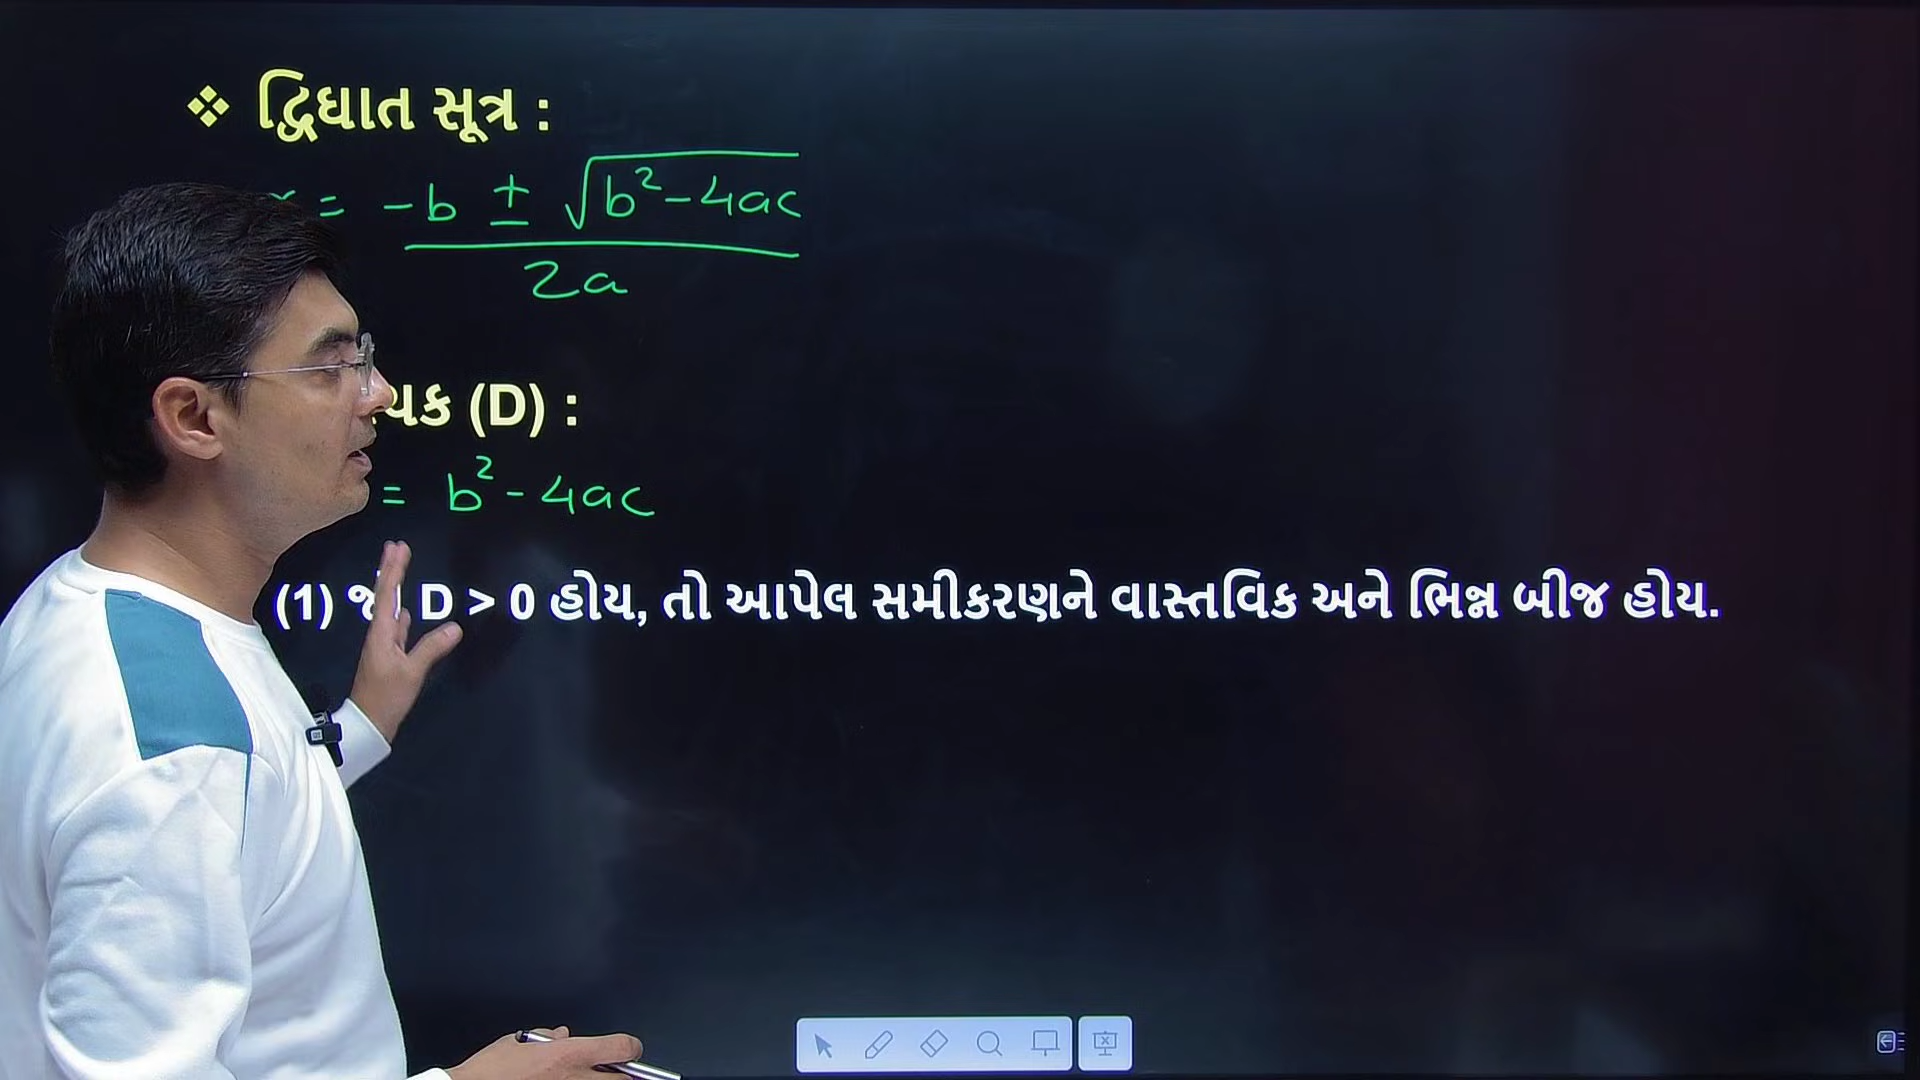 ❖ દ્વિઘાત સૂત્ર :
= -b ± √b²-4ac
2a
(D) :
= b²-4ac
(1) D > 0 હોય, તો આપેલ સમીકરણને વાસ્તવિક અને ભિન્ન બીજ હોય.